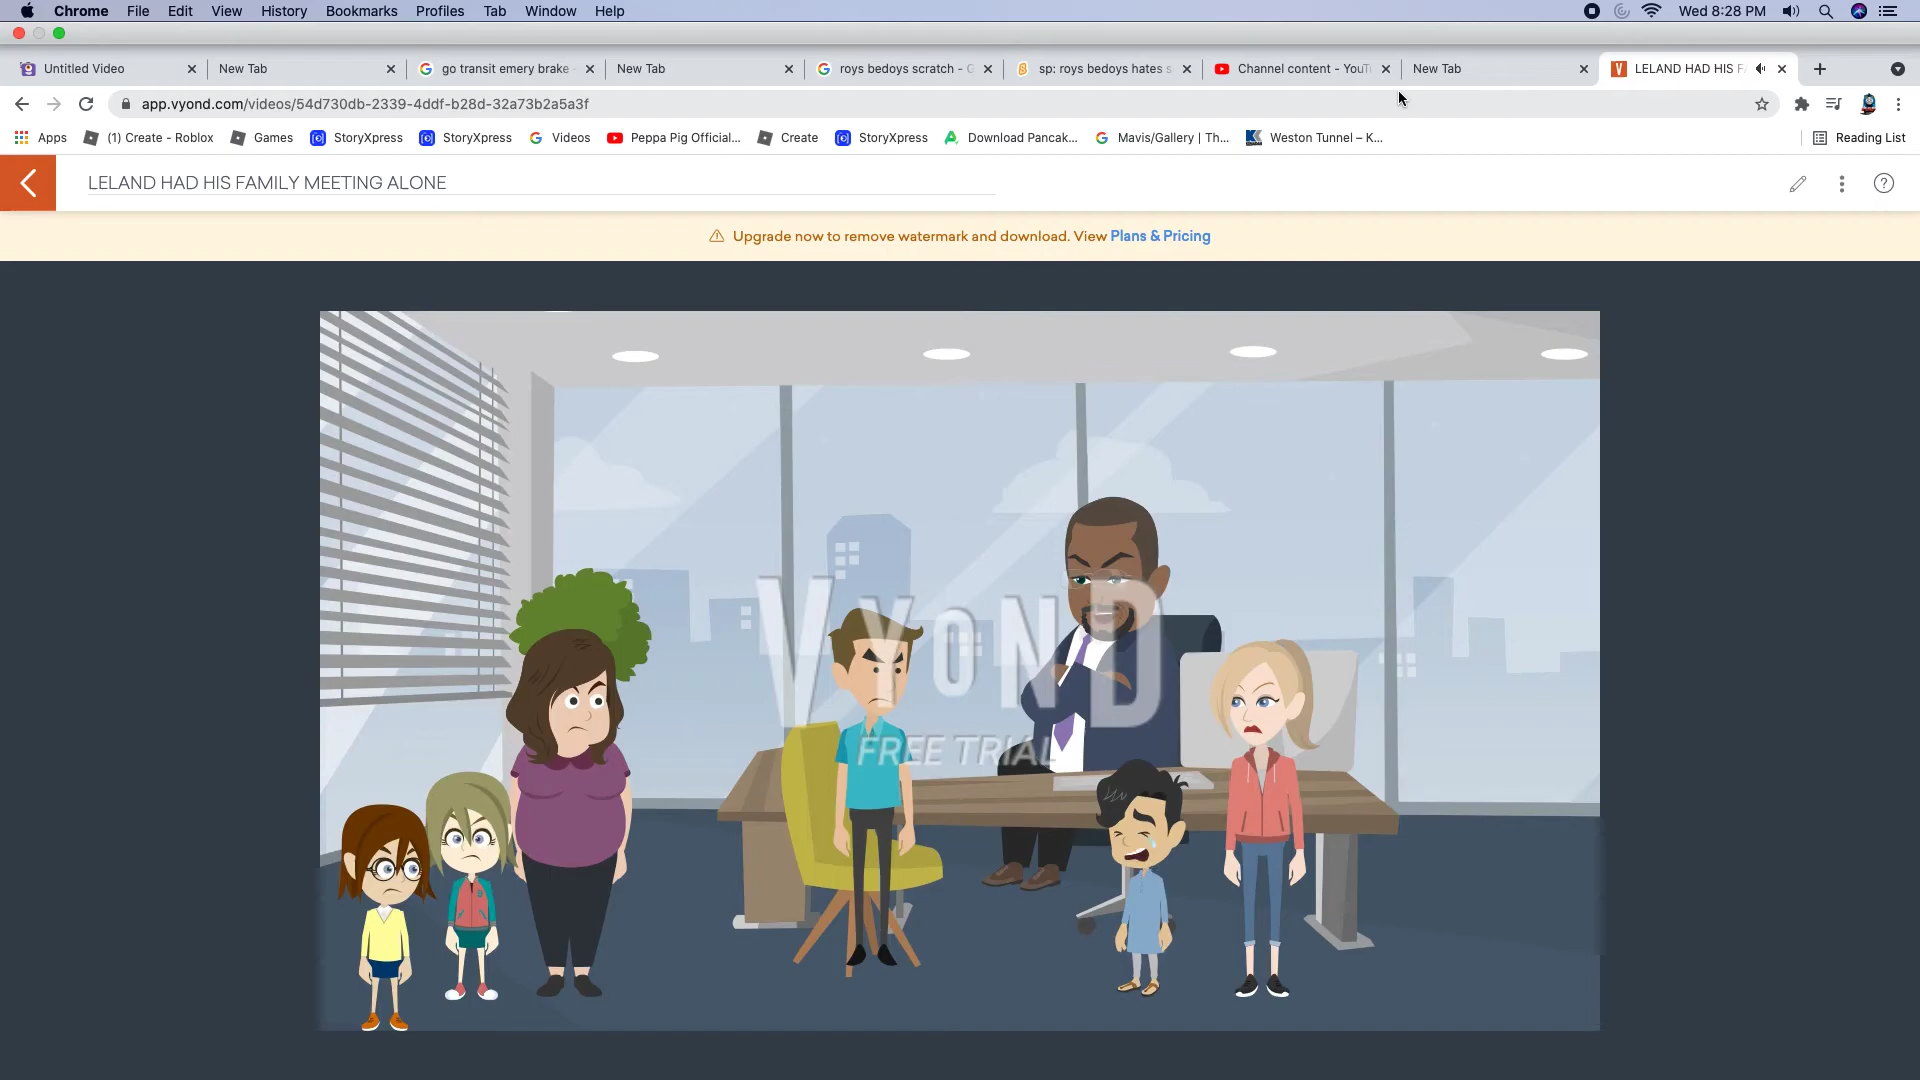 Chrome File Edit View History Bookmarks Profiles Tab Window Help Wed 8:28 PM
Untitled Video New Tab go transit emery brake - New Tab roys bedoys scratch - G sp: roys bedoys hates s Channel content - YouTu New Tab LELAND HAD HIS FA
app.vyond.com/videos/54d730db-2339-4ddf-b28d-32a73b2a5a3f
Apps (1) Create - Roblox Games StoryXpress StoryXpress Videos Peppa Pig Official... Create StoryXpress Download Pancak... Mavis/Gallery | Th... Weston Tunnel – K... Reading List
LELAND HAD HIS FAMILY MEETING ALONE
Upgrade now to remove watermark and download. View Plans & Pricing
VYOND
FREE TRIAL